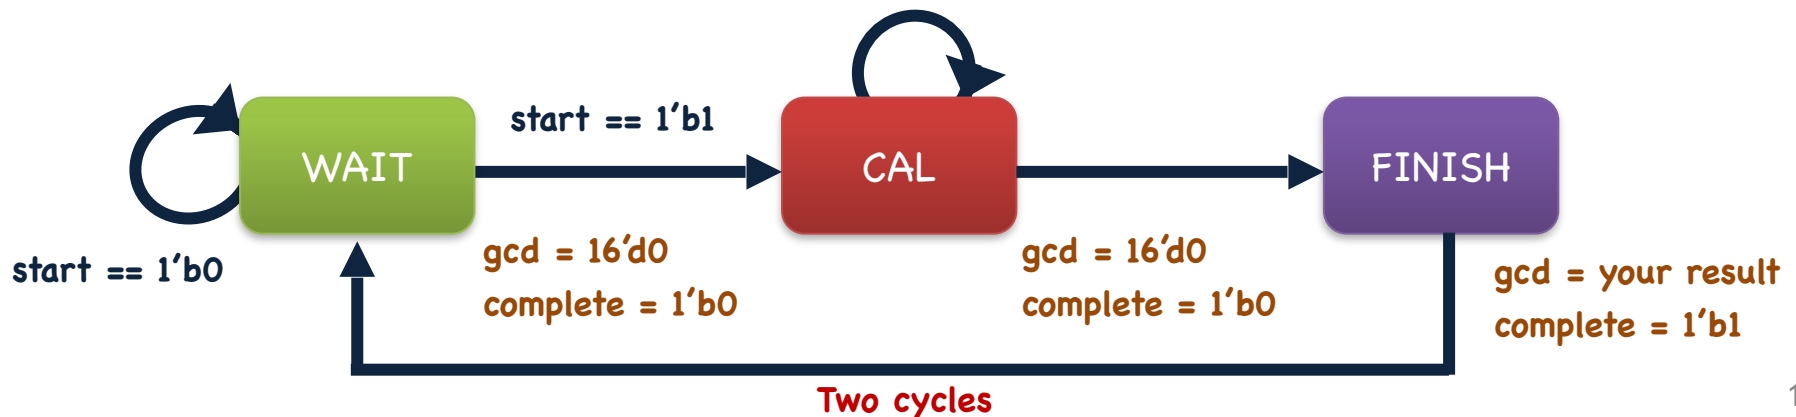 start == 1′b1
WAIT
CAL
FINISH
start == 1′b0
gcd = 16′d0
complete = 1′b0
gcd = 16′d0
complete = 1′b0
gcd = your result
complete = 1′b1
Two cycles
1